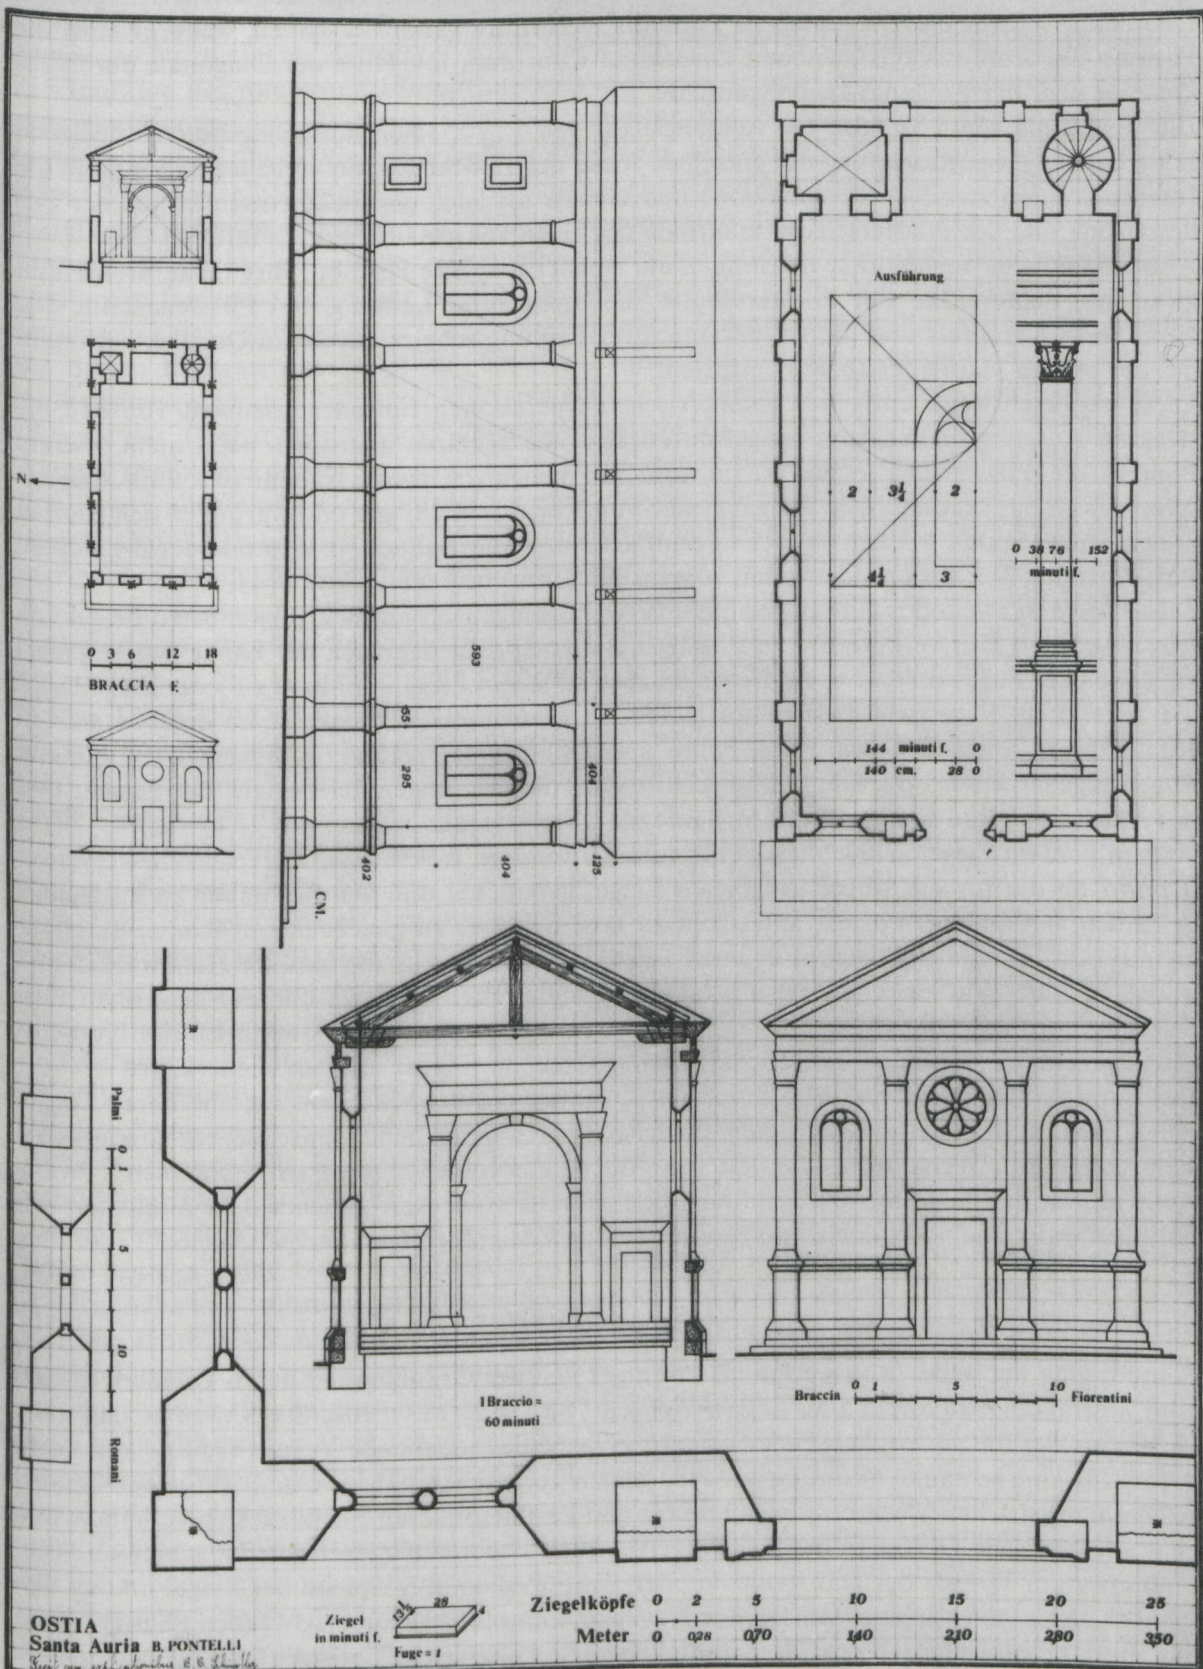 N
0 3 6 12 18
BRACCIA F.
593
65
295
404
402
404
125
CM.
Ausführung
2 3¼ 2
4¼ 3
0 38 76 152
minuti f.
144 minuti f. 0
140 cm. 28 0
Palmi 0 1 5 10 Romani
1 Braccio =
60 minuti
Braccia 0 1 5 10 Fiorentini
OSTIA
Santa Auria B. PONTELLI
Ziegel
in minuti f.
13½ 28 4
Fuge = 1
Ziegelköpfe 0 2 5 10 15 20 25
Meter 0 0,28 0,70 1,40 2,10 2,80 3,50